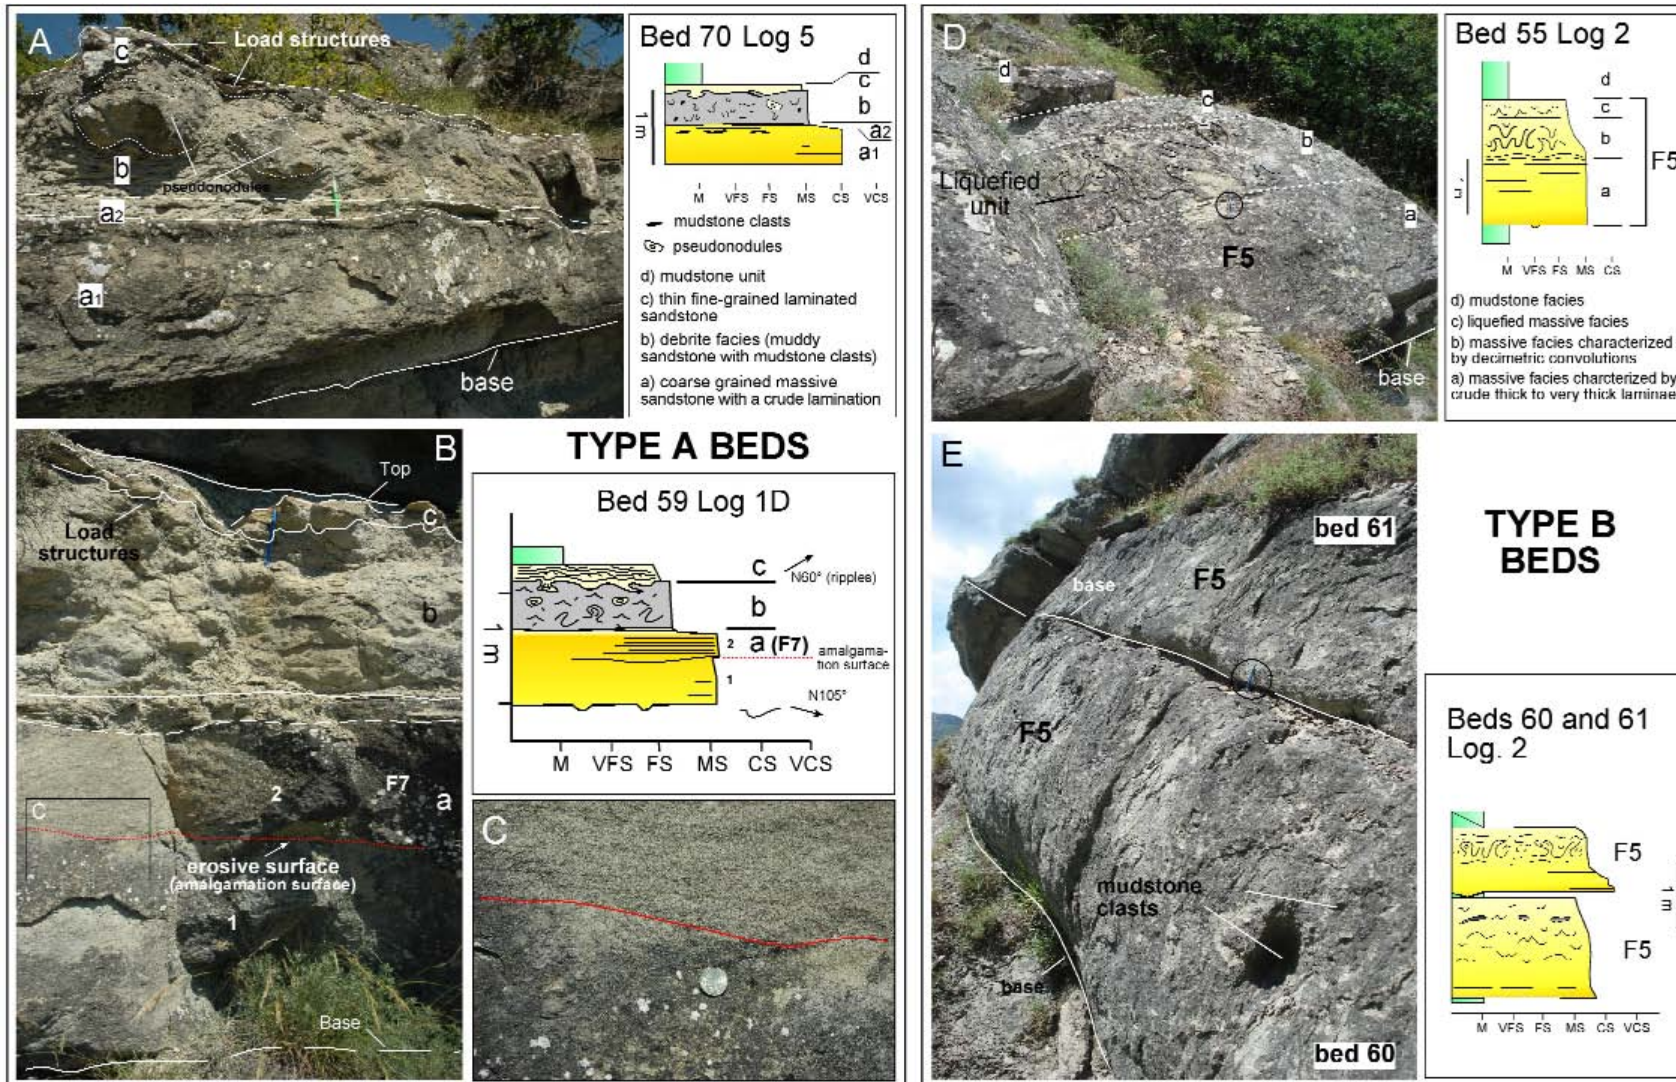 A
c
Load structures
b
pseudonodules
a2
a1
base
Bed 70 Log 5
d
c
b
a2
a1
1 m
M VFS FS MS CS VCS
mudstone clasts
pseudonodules
d) mudstone unit
c) thin fine-grained laminated
sandstone
b) debrite facies (muddy
sandstone with mudstone clasts)
a) coarse grained massive
sandstone with a crude lamination
B
Top
Load
structures
c
b
F7
a
2
C
erosive surface
(amalgamation surface)
1
Base
TYPE A BEDS
Bed 59 Log 1D
c
N60° (ripples)
b
2
a (F7)
amalgama-
tion surface
1
N105°
1 m
M VFS FS MS CS VCS
C
D
d
c
b
Liquefied
unit
a
F5
base
Bed 55 Log 2
d
c
b
a
F5
M VFS FS MS CS
d) mudstone facies
c) liquefied massive facies
b) massive facies characterized
by decimetric convolutions
a) massive facies charcterized by
crude thick to very thick laminae
E
bed 61
F5
base
F5
mudstone
clasts
base
bed 60
TYPE B
BEDS
Beds 60 and 61
Log. 2
F5
1 m
F5
M VFS FS MS CS VCS